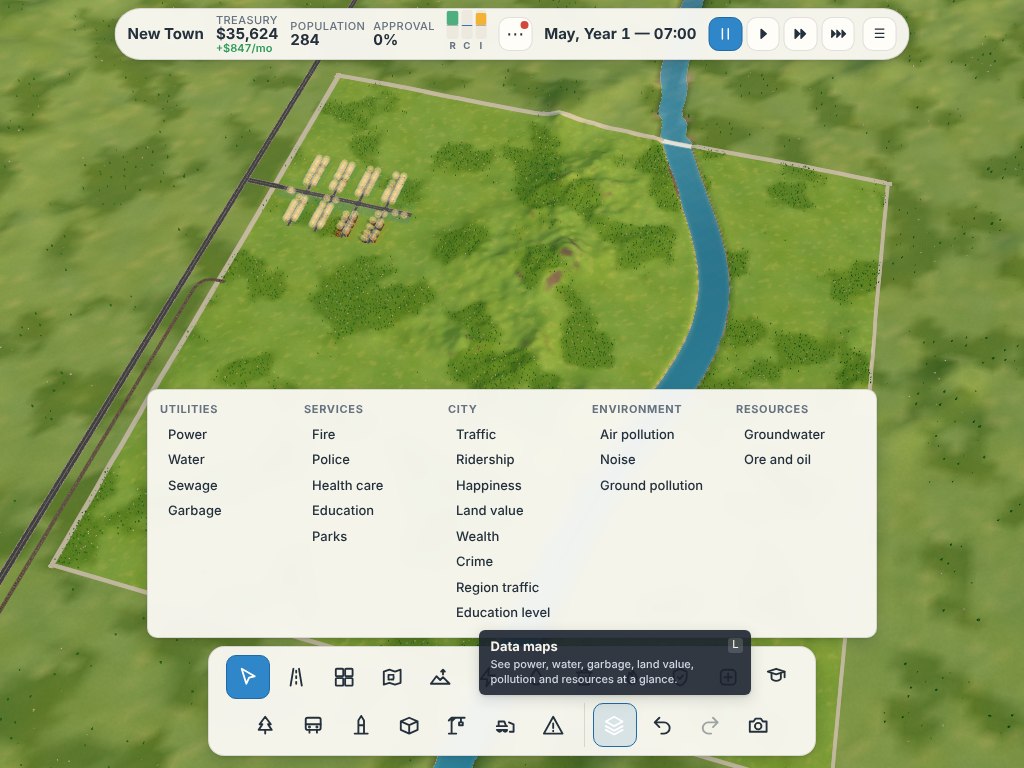 New Town
TREASURY
$35,624
+$847/mo
POPULATION
284
APPROVAL
0%
R C I
May, Year 1 — 07:00
UTILITIES
Power
Water
Sewage
Garbage
SERVICES
Fire
Police
Health care
Education
Parks
CITY
Traffic
Ridership
Happiness
Land value
Wealth
Crime
Region traffic
Education level
ENVIRONMENT
Air pollution
Noise
Ground pollution
RESOURCES
Groundwater
Ore and oil
Data maps L
See power, water, garbage, land value,
pollution and resources at a glance.